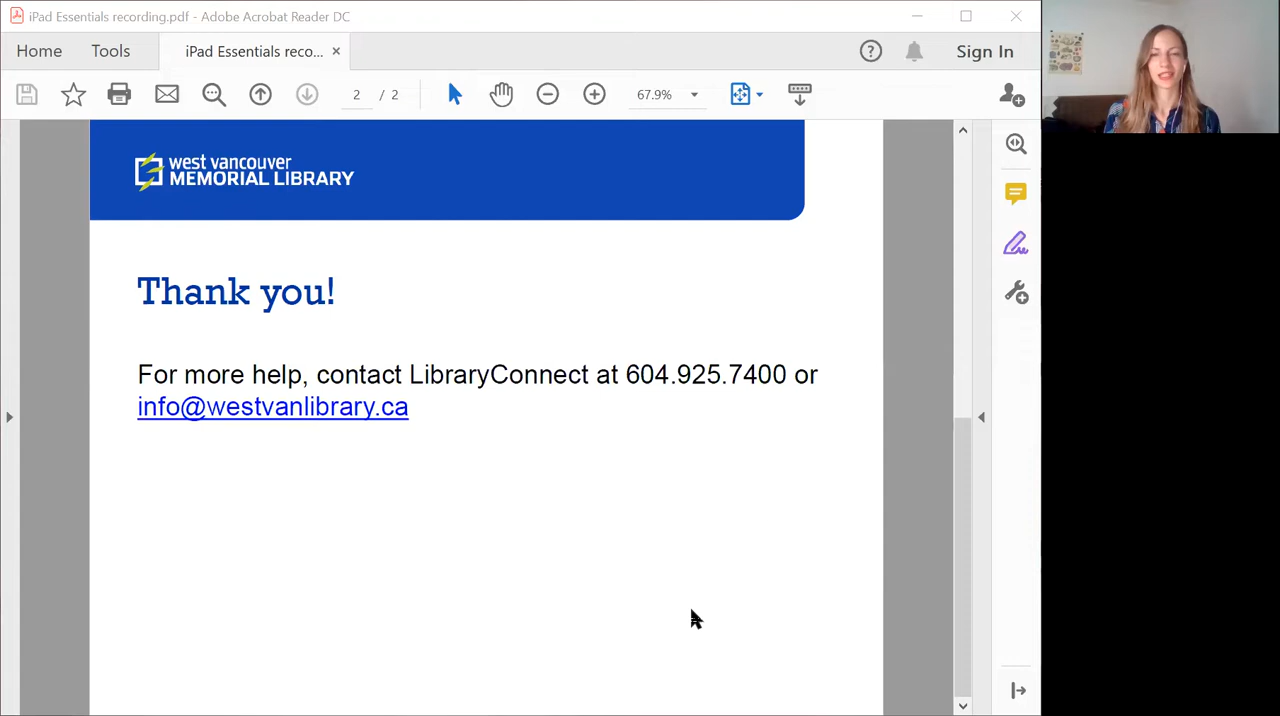 iPad Essentials recording.pdf - Adobe Acrobat Reader DC
Home Tools iPad Essentials reco... × Sign In
2 / 2 67.9%
west vancouver
MEMORIAL LIBRARY
Thank you!
For more help, contact LibraryConnect at 604.925.7400 or
info@westvanlibrary.ca